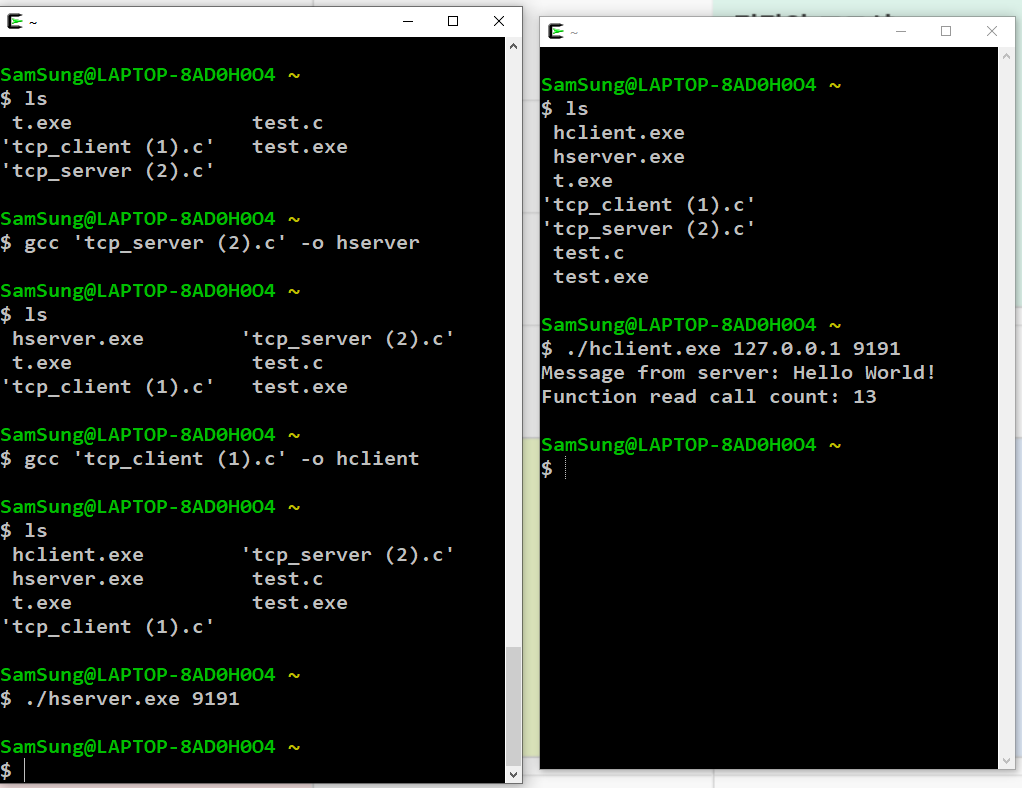 ~
SamSung@LAPTOP-8AD0H0O4 ~
$ ls
t.exe test.c
'tcp_client (1).c' test.exe
'tcp_server (2).c'
SamSung@LAPTOP-8AD0H0O4 ~
$ gcc 'tcp_server (2).c' -o hserver
SamSung@LAPTOP-8AD0H0O4 ~
$ ls
hserver.exe 'tcp_server (2).c'
t.exe test.c
'tcp_client (1).c' test.exe
SamSung@LAPTOP-8AD0H0O4 ~
$ gcc 'tcp_client (1).c' -o hclient
SamSung@LAPTOP-8AD0H0O4 ~
$ ls
hclient.exe 'tcp_server (2).c'
hserver.exe test.c
t.exe test.exe
'tcp_client (1).c'
SamSung@LAPTOP-8AD0H0O4 ~
$ ./hserver.exe 9191
SamSung@LAPTOP-8AD0H0O4 ~
$
~
SamSung@LAPTOP-8AD0H0O4 ~
$ ls
hclient.exe
hserver.exe
t.exe
'tcp_client (1).c'
'tcp_server (2).c'
test.c
test.exe
SamSung@LAPTOP-8AD0H0O4 ~
$ ./hclient.exe 127.0.0.1 9191
Message from server: Hello World!
Function read call count: 13
SamSung@LAPTOP-8AD0H0O4 ~
$